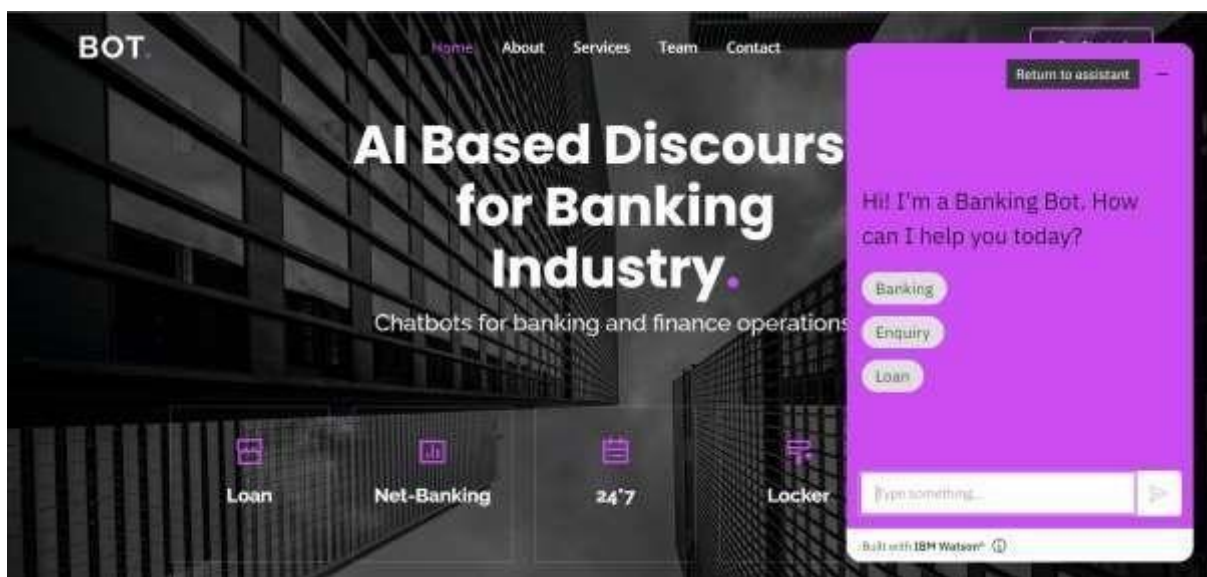 BOT.
Home About Services Team Contact
Return to assistant
AI Based Discours
for Banking
Industry.
Chatbots for banking and finance operations
Hi! I'm a Banking Bot. How
can I help you today?
Banking
Enquiry
Loan
Loan Net-Banking 24*7 Locker
Type something...
Built with IBM Watson®